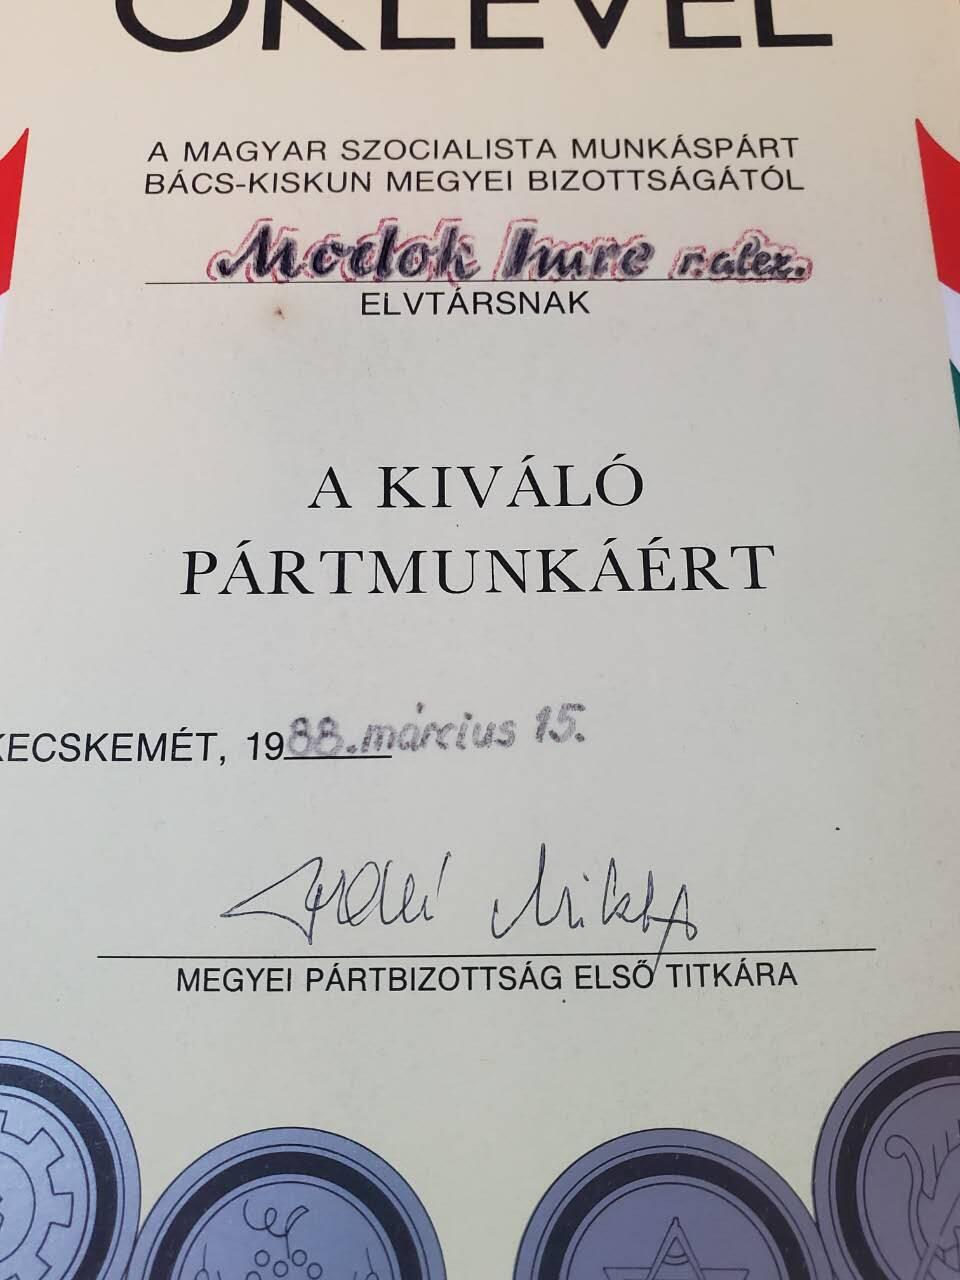 OKLEVÉL
A MAGYAR SZOCIALISTA MUNKÁSPÁRT
BÁCS-KISKUN MEGYEI BIZOTTSÁGÁTÓL
Modok Imre r.alez.
ELVTÁRSNAK
A KIVÁLÓ
PÁRTMUNKÁÉRT
KECSKEMÉT, 1988. március 15.
MEGYEI PÁRTBIZOTTSÁG ELSŐ TITKÁRA